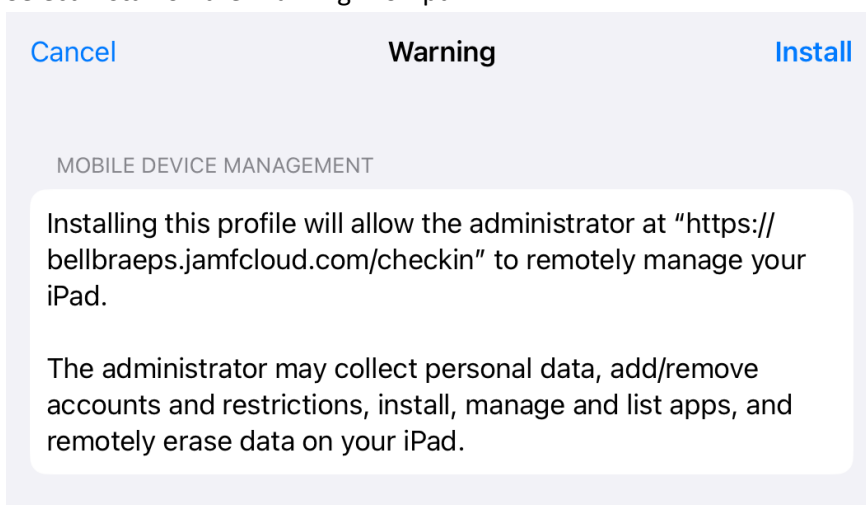 Cancel
Warning
Install
MOBILE DEVICE MANAGEMENT
Installing this profile will allow the administrator at “https://
bellbraeps.jamfcloud.com/checkin” to remotely manage your
iPad.
The administrator may collect personal data, add/remove
accounts and restrictions, install, manage and list apps, and
remotely erase data on your iPad.